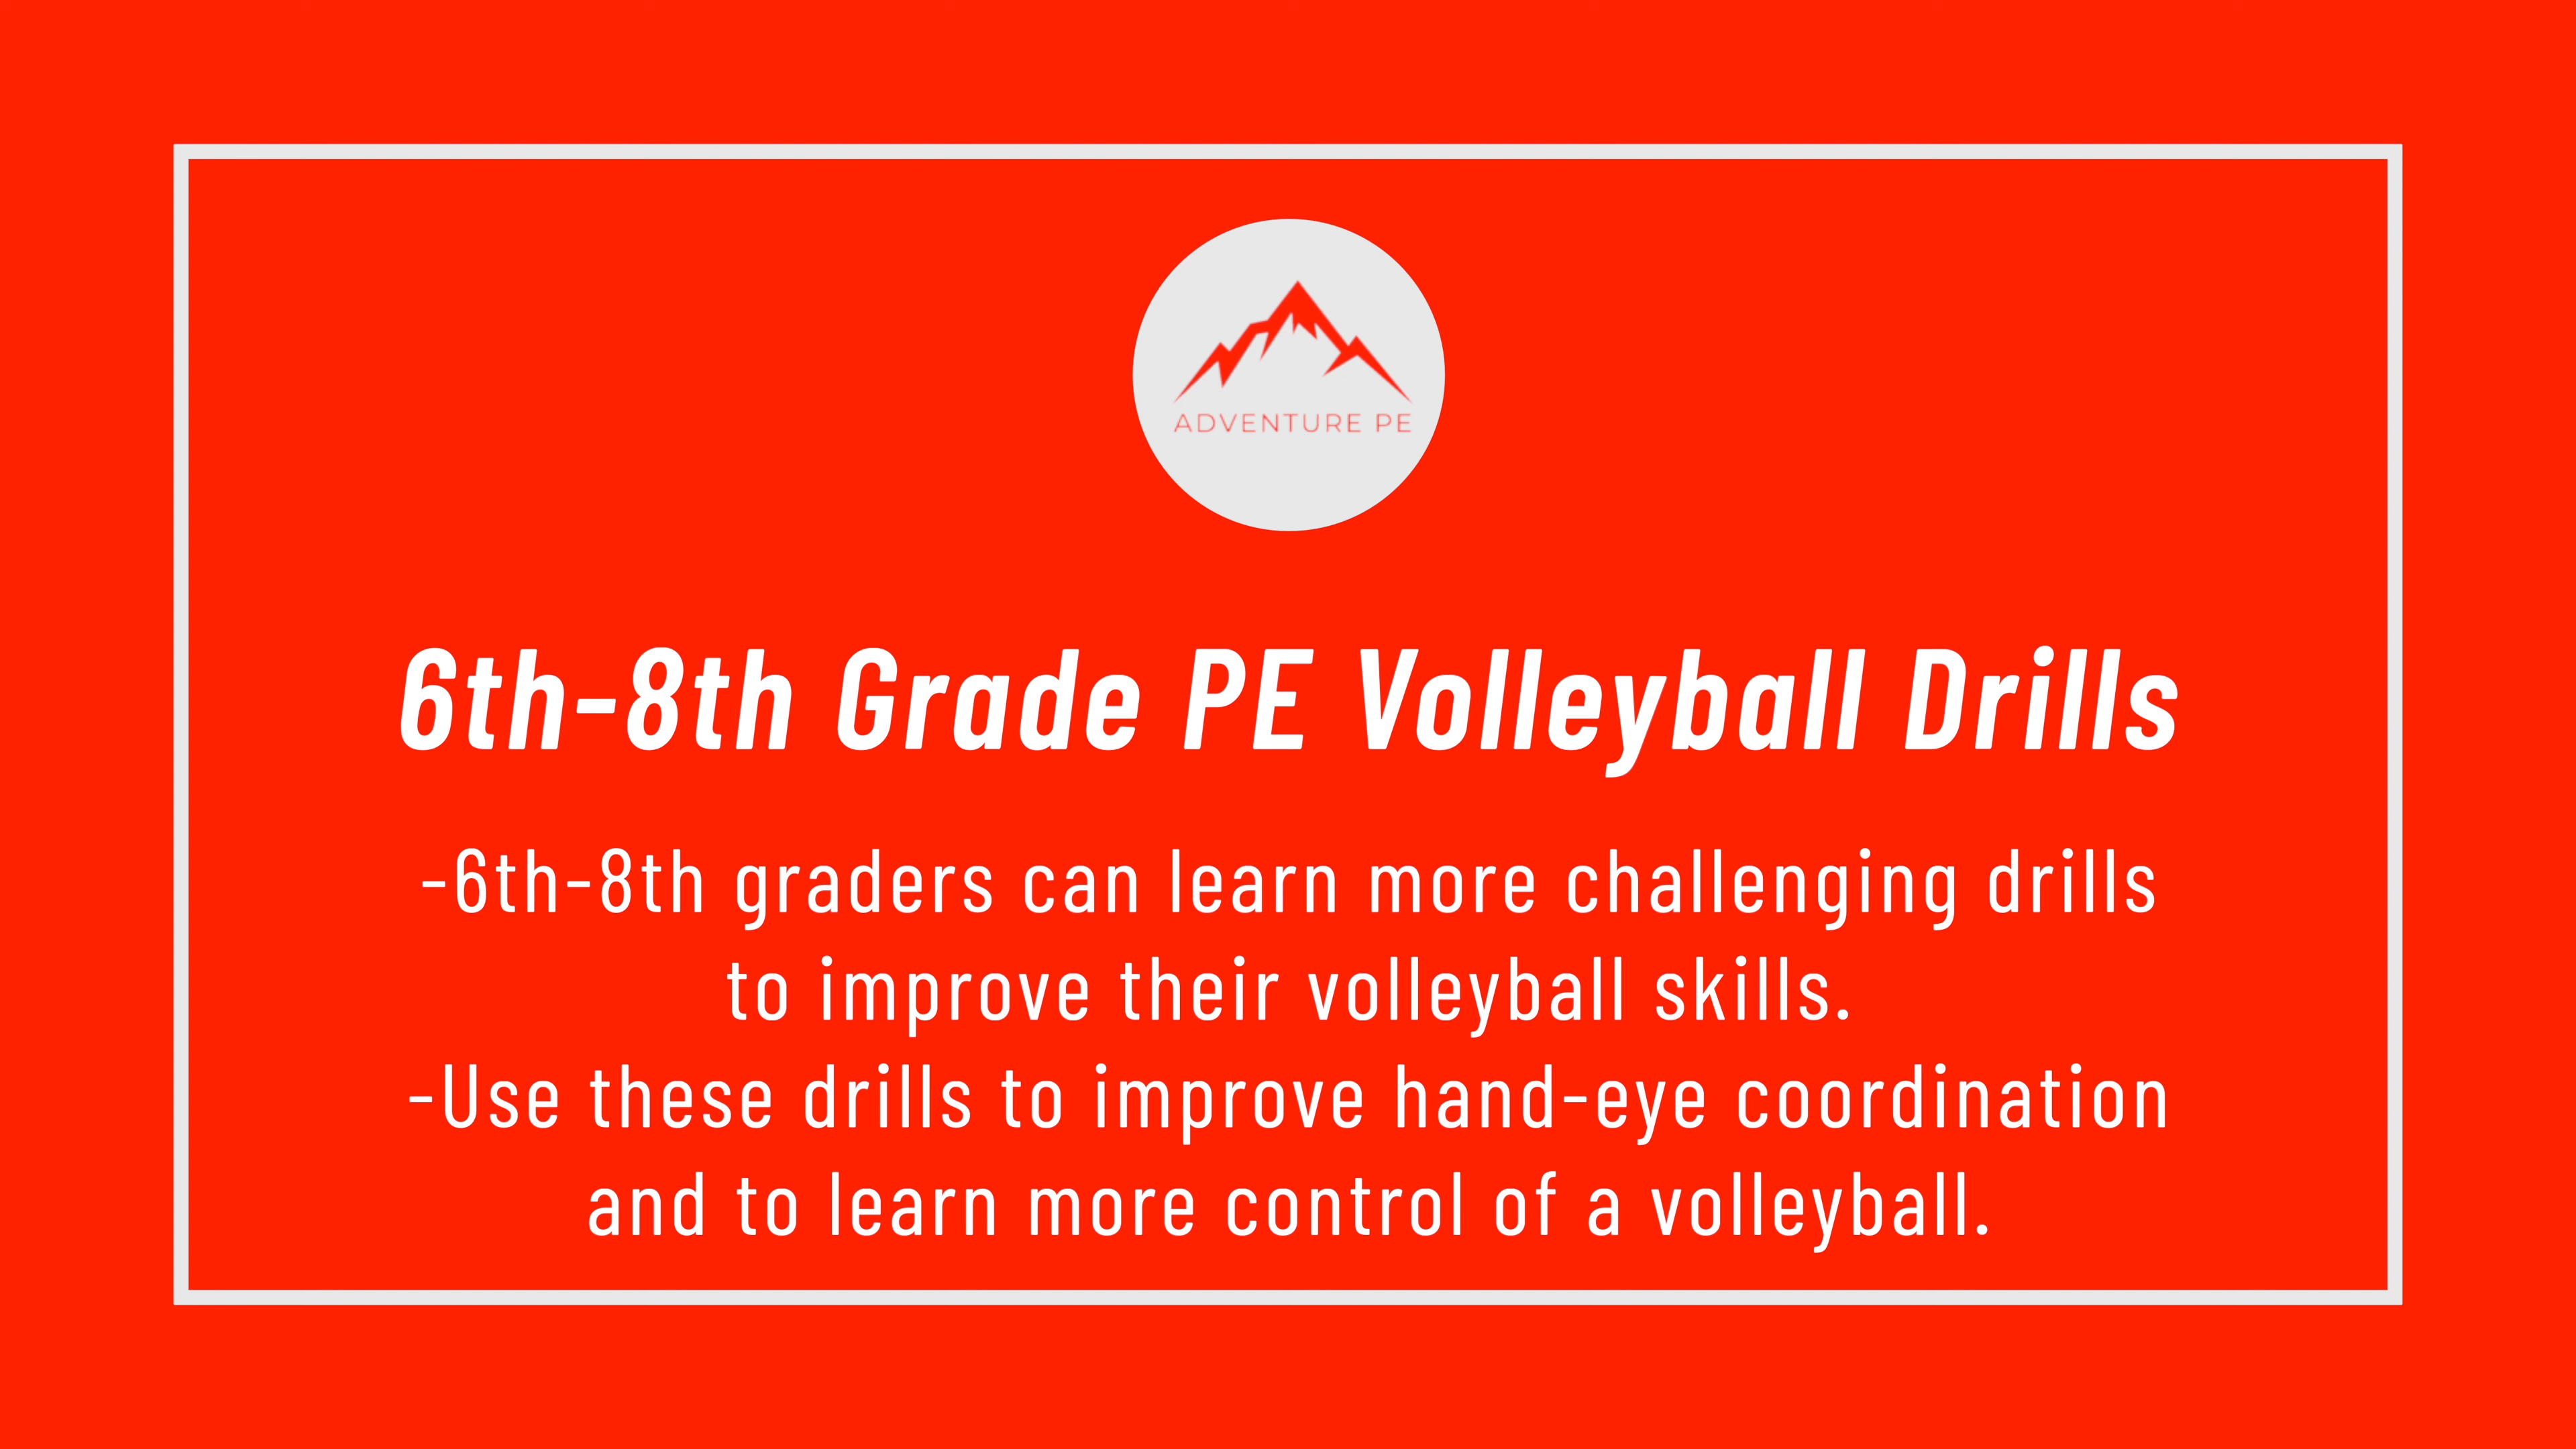 ADVENTURE PE
6th-8th Grade PE Volleyball Drills
-6th-8th graders can learn more challenging drills
to improve their volleyball skills.
-Use these drills to improve hand-eye coordination
and to learn more control of a volleyball.